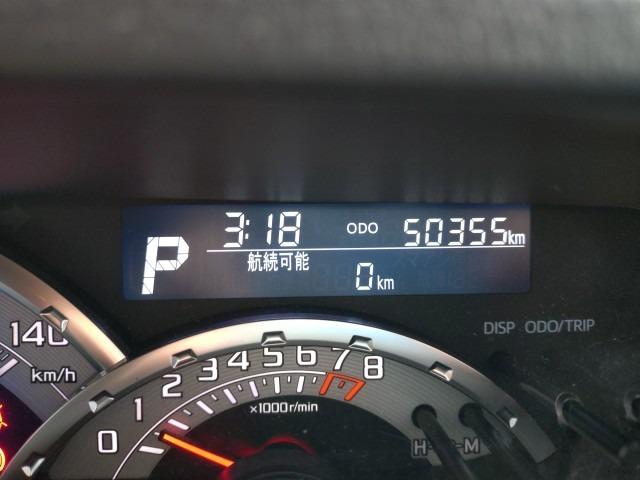 3:18 ODO 50355km
P
航続可能
0km
DISP ODO/TRIP
140
km/h
0 1 2 3 4 5 6 7 8
×1000r/min
H M